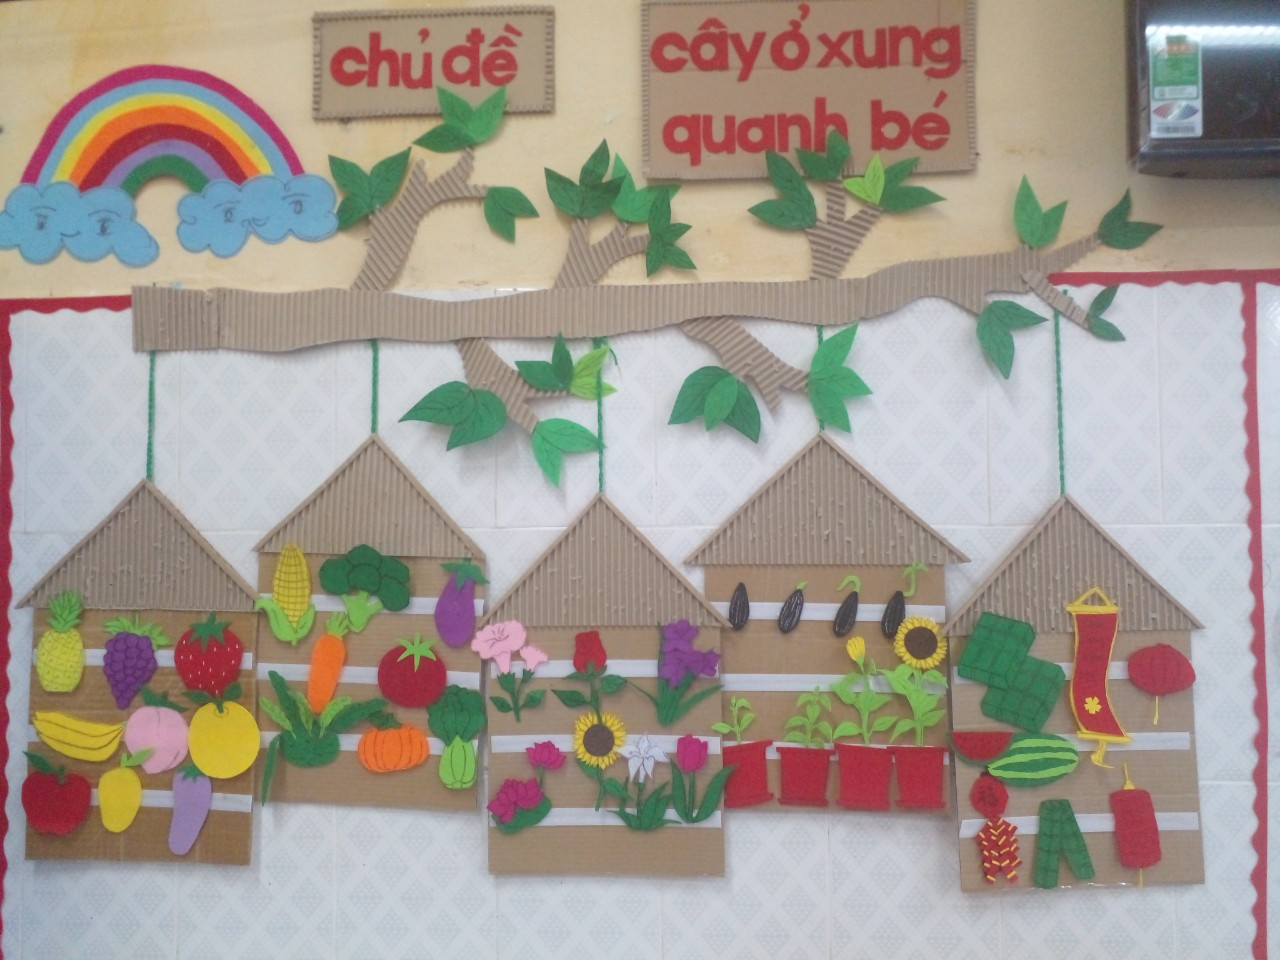 chủ đề
cây ở xung
quanh bé